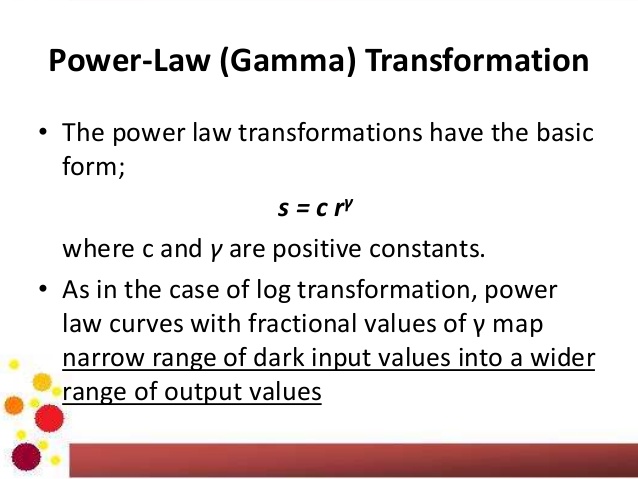 Power-Law (Gamma) Transformation
• The power law transformations have the basic
form;
s = c rᵞ
where c and γ are positive constants.
• As in the case of log transformation, power
law curves with fractional values of γ map
narrow range of dark input values into a wider
range of output values